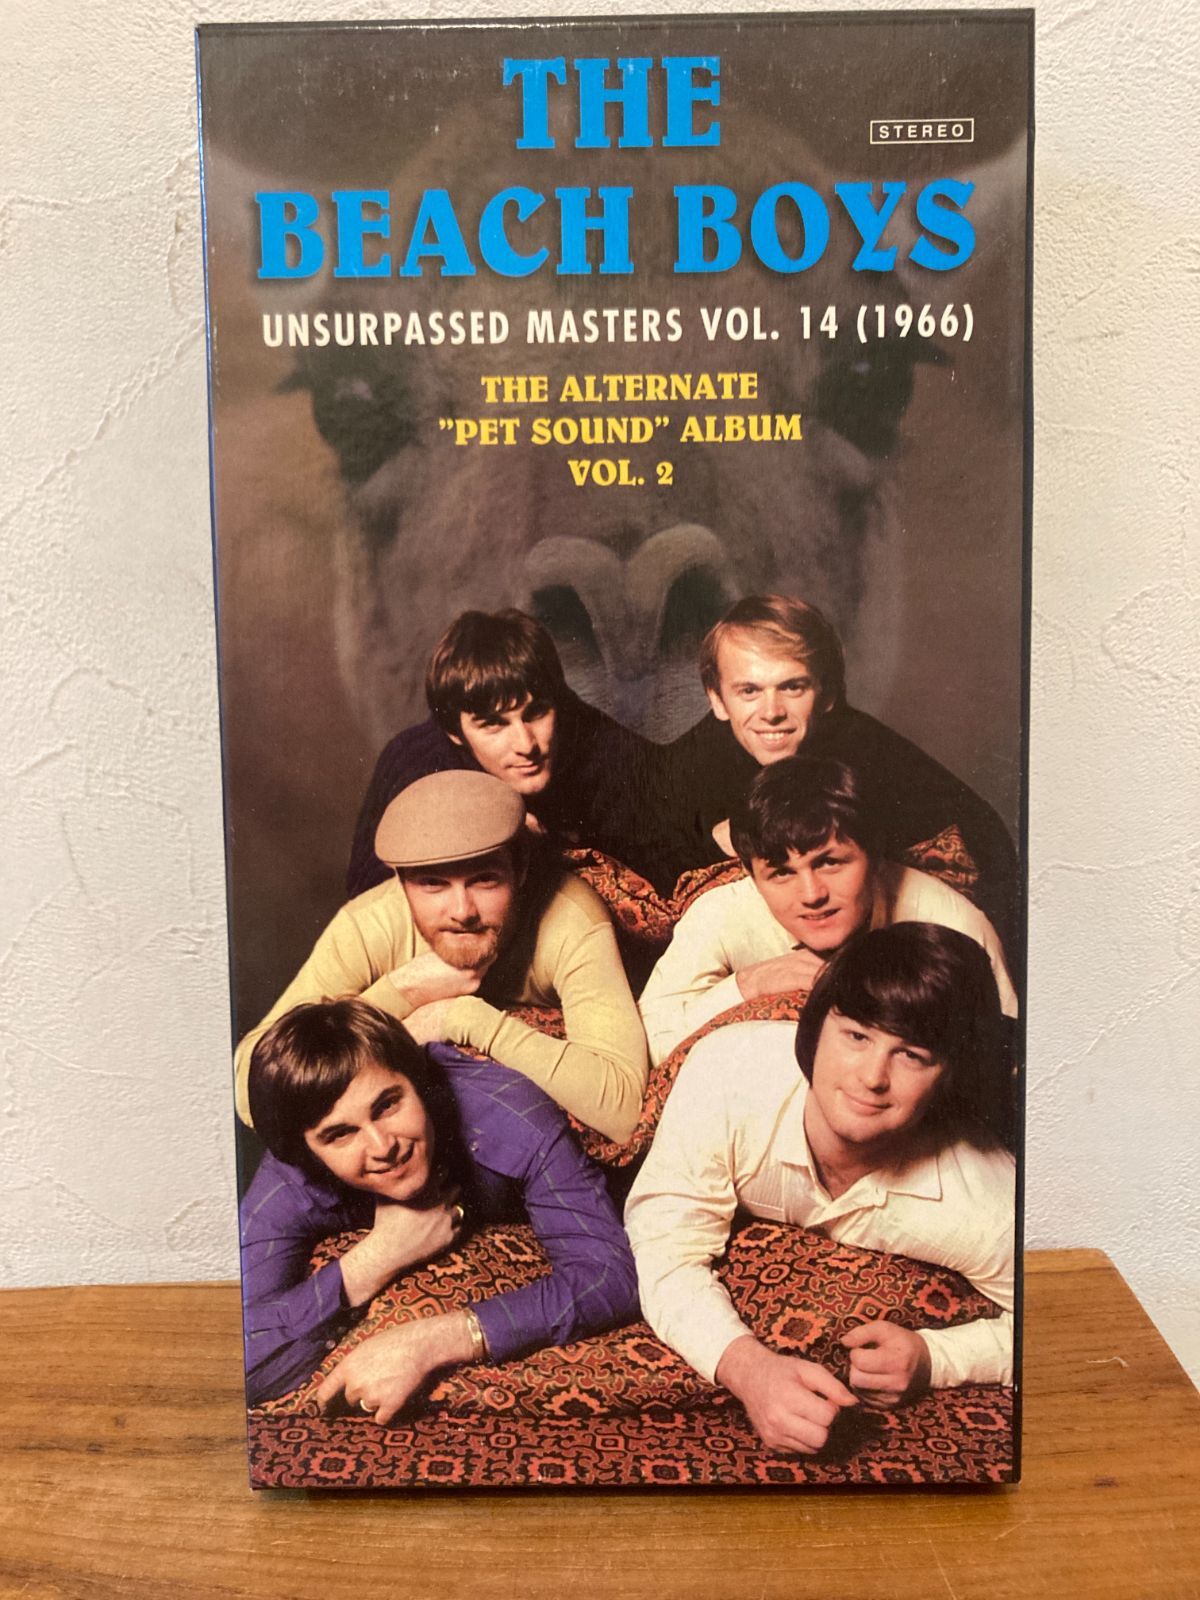 THE
STEREO
BEACH BOYS
UNSURPASSED MASTERS VOL. 14 (1966)
THE ALTERNATE
"PET SOUND" ALBUM
VOL. 2